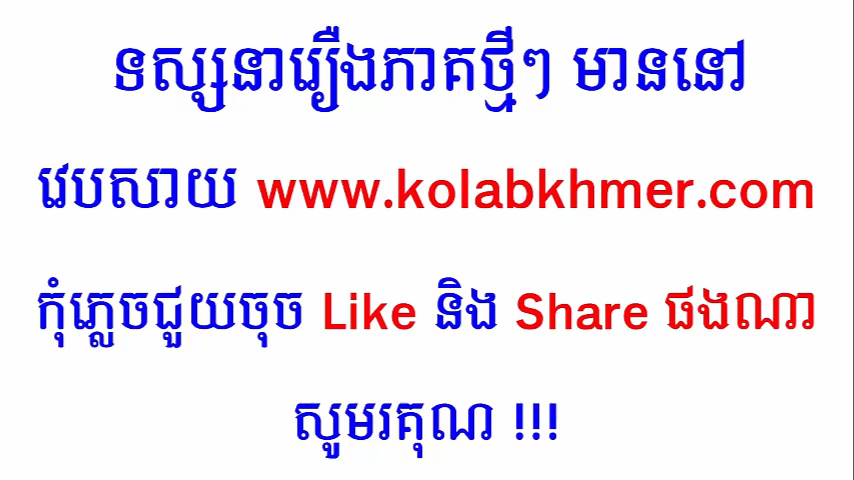 ទស្សនារឿងភាគថ្មីៗ មាននៅ
វេបសាយ www.kolabkhmer.com
កុំភ្លេចជួយចុច Like និង Share ផងណា
សូមរគុណ !!!